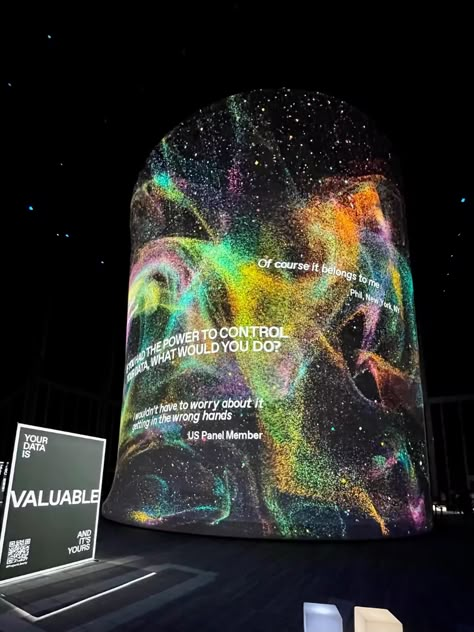 Of course it belongs to me.
Phil, New York, NY
HAD THE POWER TO CONTROL
DATA, WHAT WOULD YOU DO?
I wouldn't have to worry about it
getting in the wrong hands
US Panel Member
YOUR
DATA
IS
VALUABLE
AND
IT'S
YOURS